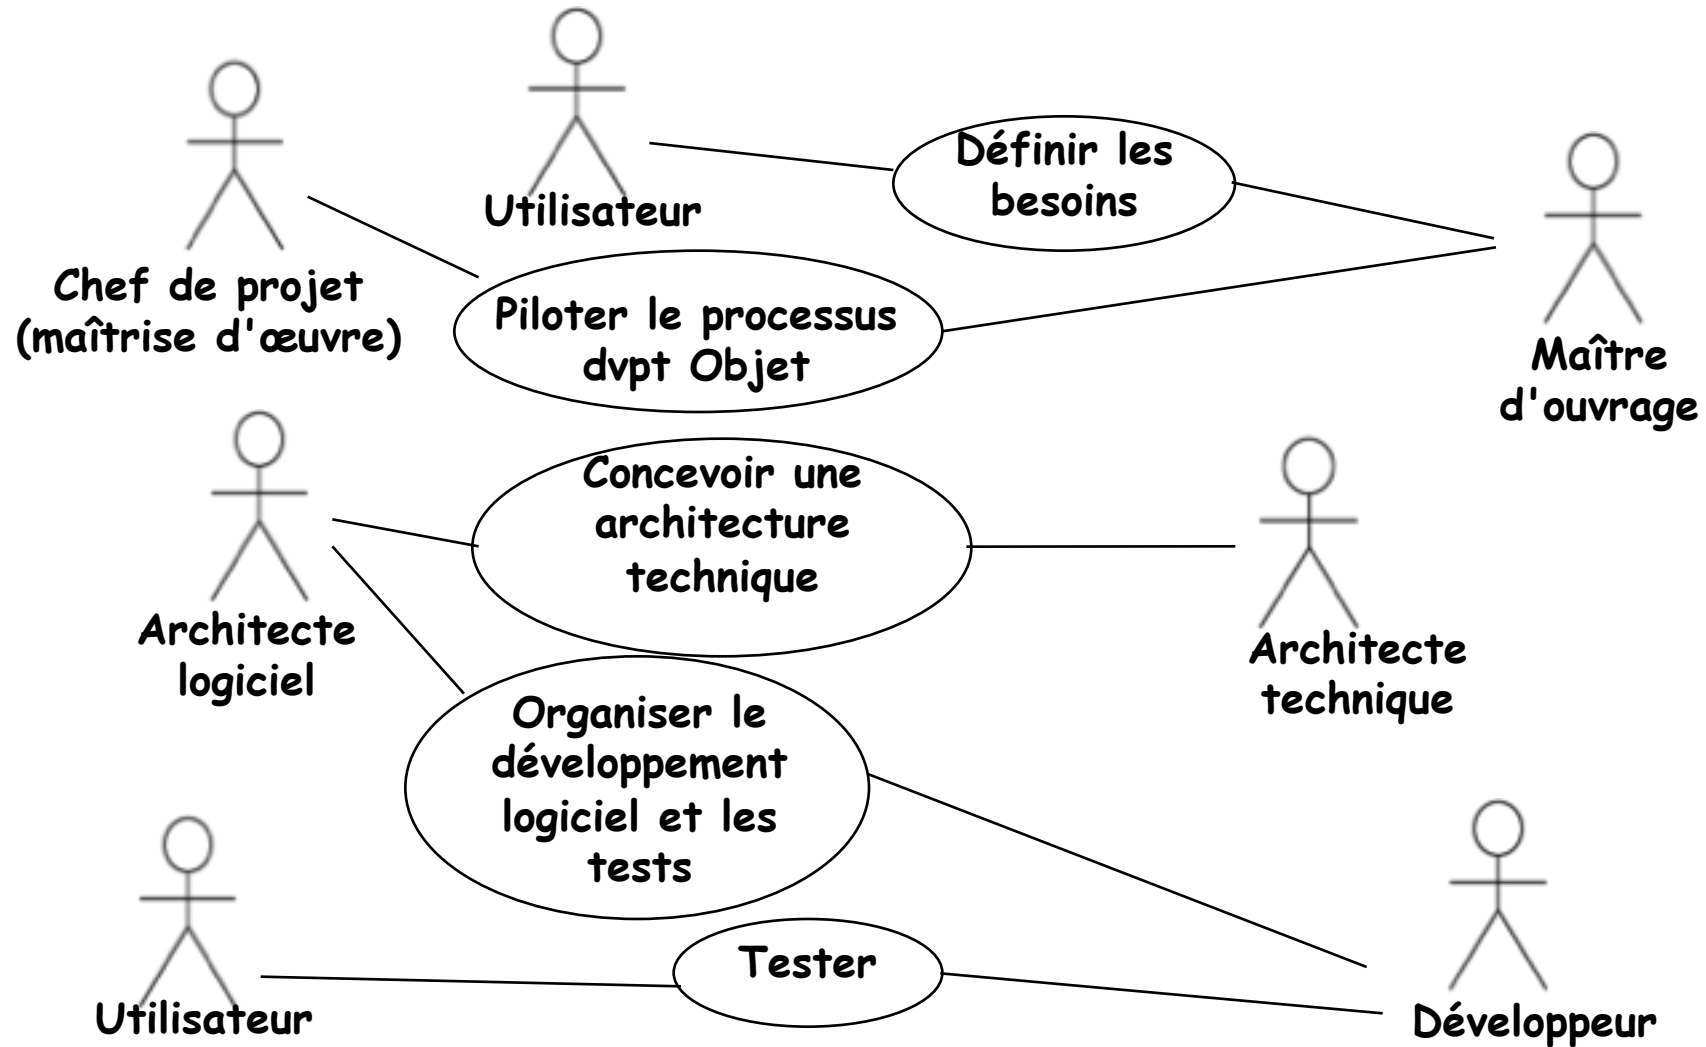 Définir les
besoins
Utilisateur
Chef de projet
(maîtrise d'œuvre)
Piloter le processus
dvpt Objet
Maître
d'ouvrage
Concevoir une
architecture
technique
Architecte
logiciel
Architecte
technique
Organiser le
développement
logiciel et les
tests
Tester
Utilisateur
Développeur